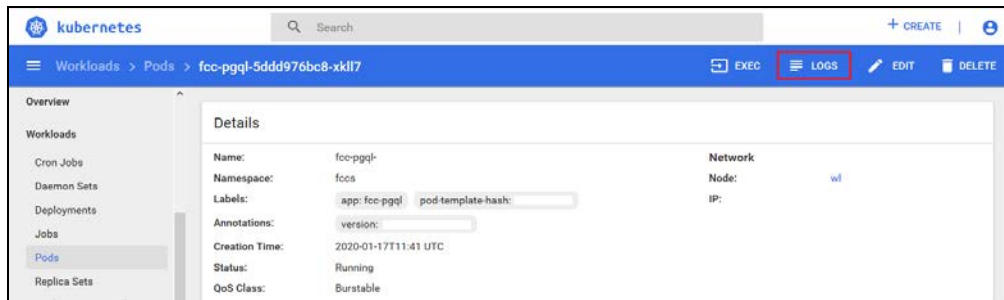 kubernetes Search + CREATE
Workloads > Pods > fcc-pgql-5ddd976bc8-xkll7 EXEC LOGS EDIT DELETE
Overview
Workloads
Cron Jobs
Daemon Sets
Deployments
Jobs
Pods
Replica Sets
Details
Name: fcc-pgql-
Namespace: fccs
Labels: app: fcc-pgql pod-template-hash:
Annotations: version:
Creation Time: 2020-01-17T11:41 UTC
Status: Running
QoS Class: Burstable
Network
Node: wl
IP: